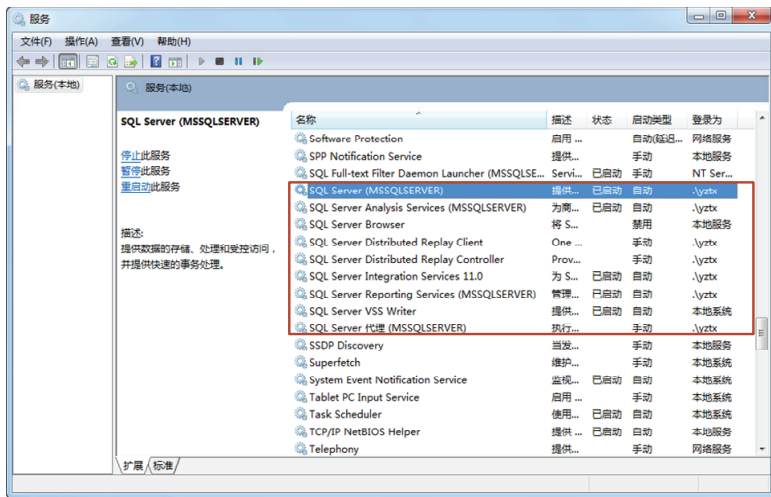 服务
文件(F) 操作(A) 查看(V) 帮助(H)
服务(本地)
服务(本地)
SQL Server (MSSQLSERVER)
停止此服务
暂停此服务
重启动此服务
描述:
提供数据的存储、处理和受控访问，
并提供快速的事务处理。
名称 描述 状态 启动类型 登录为
Software Protection 启用 ... 自动(延迟... 网络服务
SPP Notification Service 提供... 手动 本地服务
SQL Full-text Filter Daemon Launcher (MSSQLSE... Servi... 已启动 手动 NT Ser...
SQL Server (MSSQLSERVER) 提供... 已启动 自动 .\yztx
SQL Server Analysis Services (MSSQLSERVER) 为商... 已启动 自动 .\yztx
SQL Server Browser 将 S... 禁用 本地服务
SQL Server Distributed Replay Client One ... 手动 .\yztx
SQL Server Distributed Replay Controller Prov... 手动 .\yztx
SQL Server Integration Services 11.0 为 S... 已启动 自动 .\yztx
SQL Server Reporting Services (MSSQLSERVER) 管理... 已启动 自动 .\yztx
SQL Server VSS Writer 提供... 已启动 自动 本地系统
SQL Server 代理 (MSSQLSERVER) 执行... 手动 .\yztx
SSDP Discovery 当发... 手动 本地服务
Superfetch 维护... 手动 本地系统
System Event Notification Service 监视... 已启动 自动 本地系统
Tablet PC Input Service 启用 ... 手动 本地系统
Task Scheduler 使用... 已启动 自动 本地系统
TCP/IP NetBIOS Helper 提供 ... 已启动 自动 本地服务
Telephony 提供... 手动 网络服务
扩展 标准